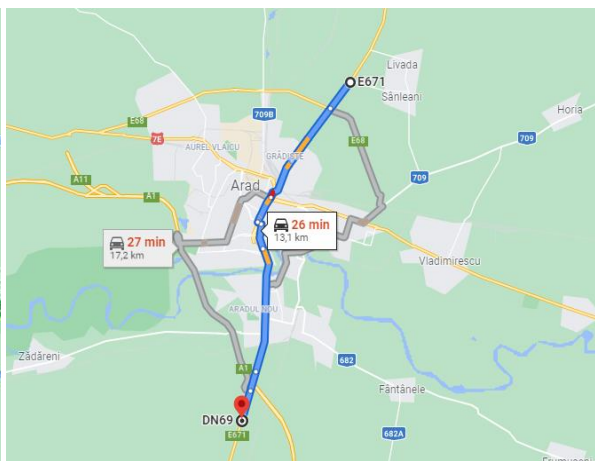 Livada
E671
Sânleani
Horia
709B
E68
7E
709
AUREL VLAICU
GRĂDIȘTE
E68
A11
709
Arad
A1
26 min
13,1 km
27 min
17,2 km
Vladimirescu
ARADUL NOU
Zădăreni
682
A1
Fântânele
DN69
E671
682A